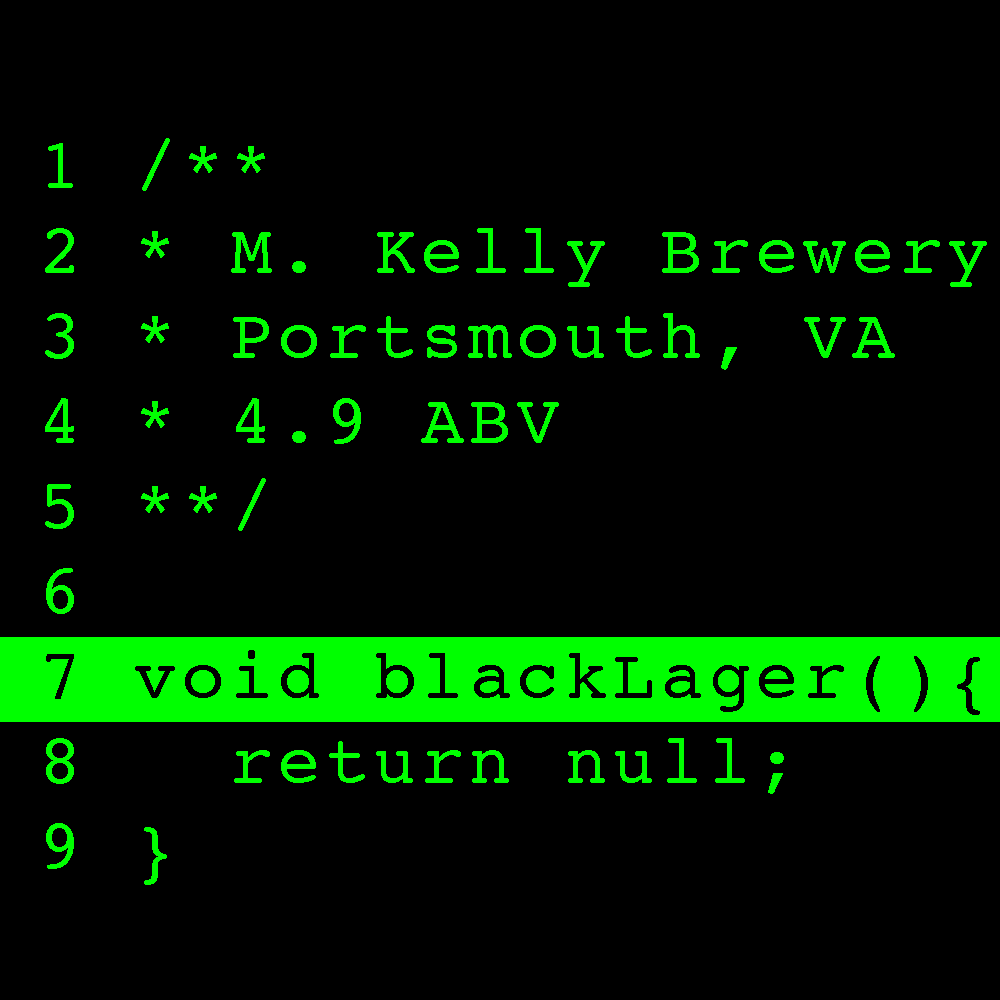 1 /**
2 * M. Kelly Brewery
3 * Portsmouth, VA
4 * 4.9 ABV
5 **/
6
7 void blackLager(){
8   return null;
9 }